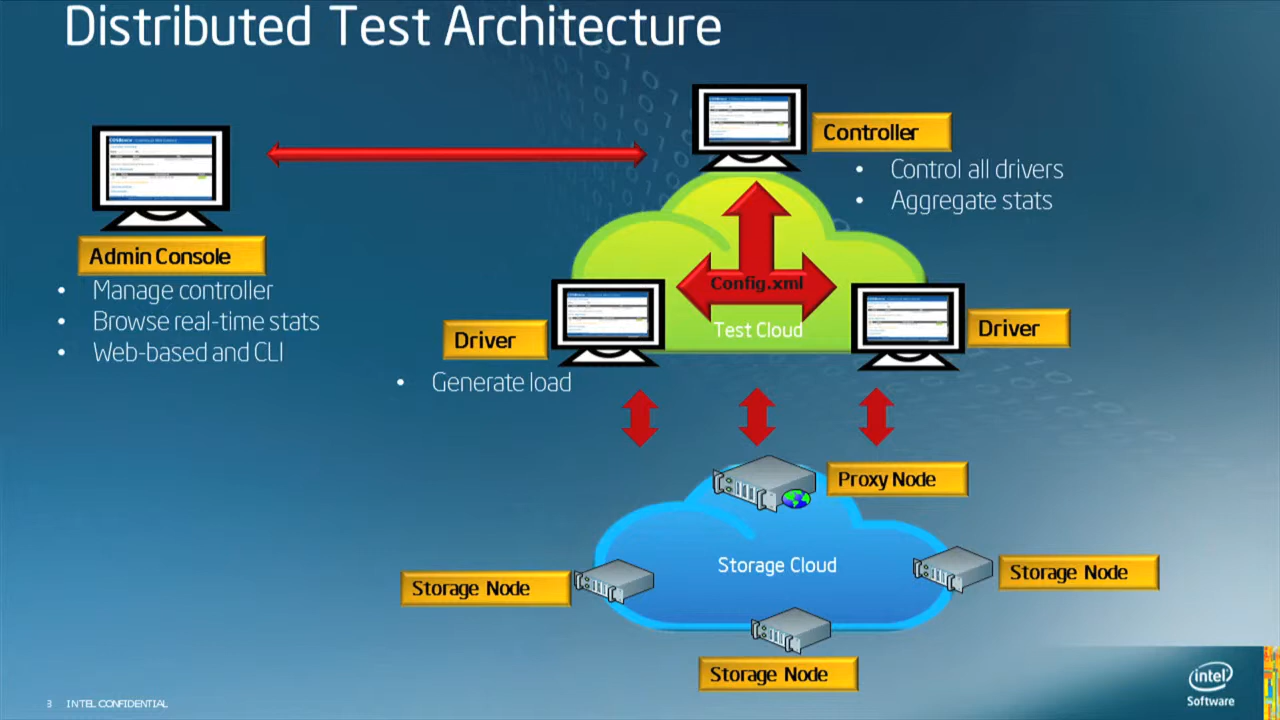 Distributed Test Architecture
Controller
• Control all drivers
• Aggregate stats
Admin Console
• Manage controller
• Browse real-time stats
• Web-based and CLI
Config.xml
Test Cloud
Driver
• Generate load
Driver
Proxy Node
Storage Cloud
Storage Node
Storage Node
Storage Node
3 INTEL CONFIDENTIAL
intel
Software